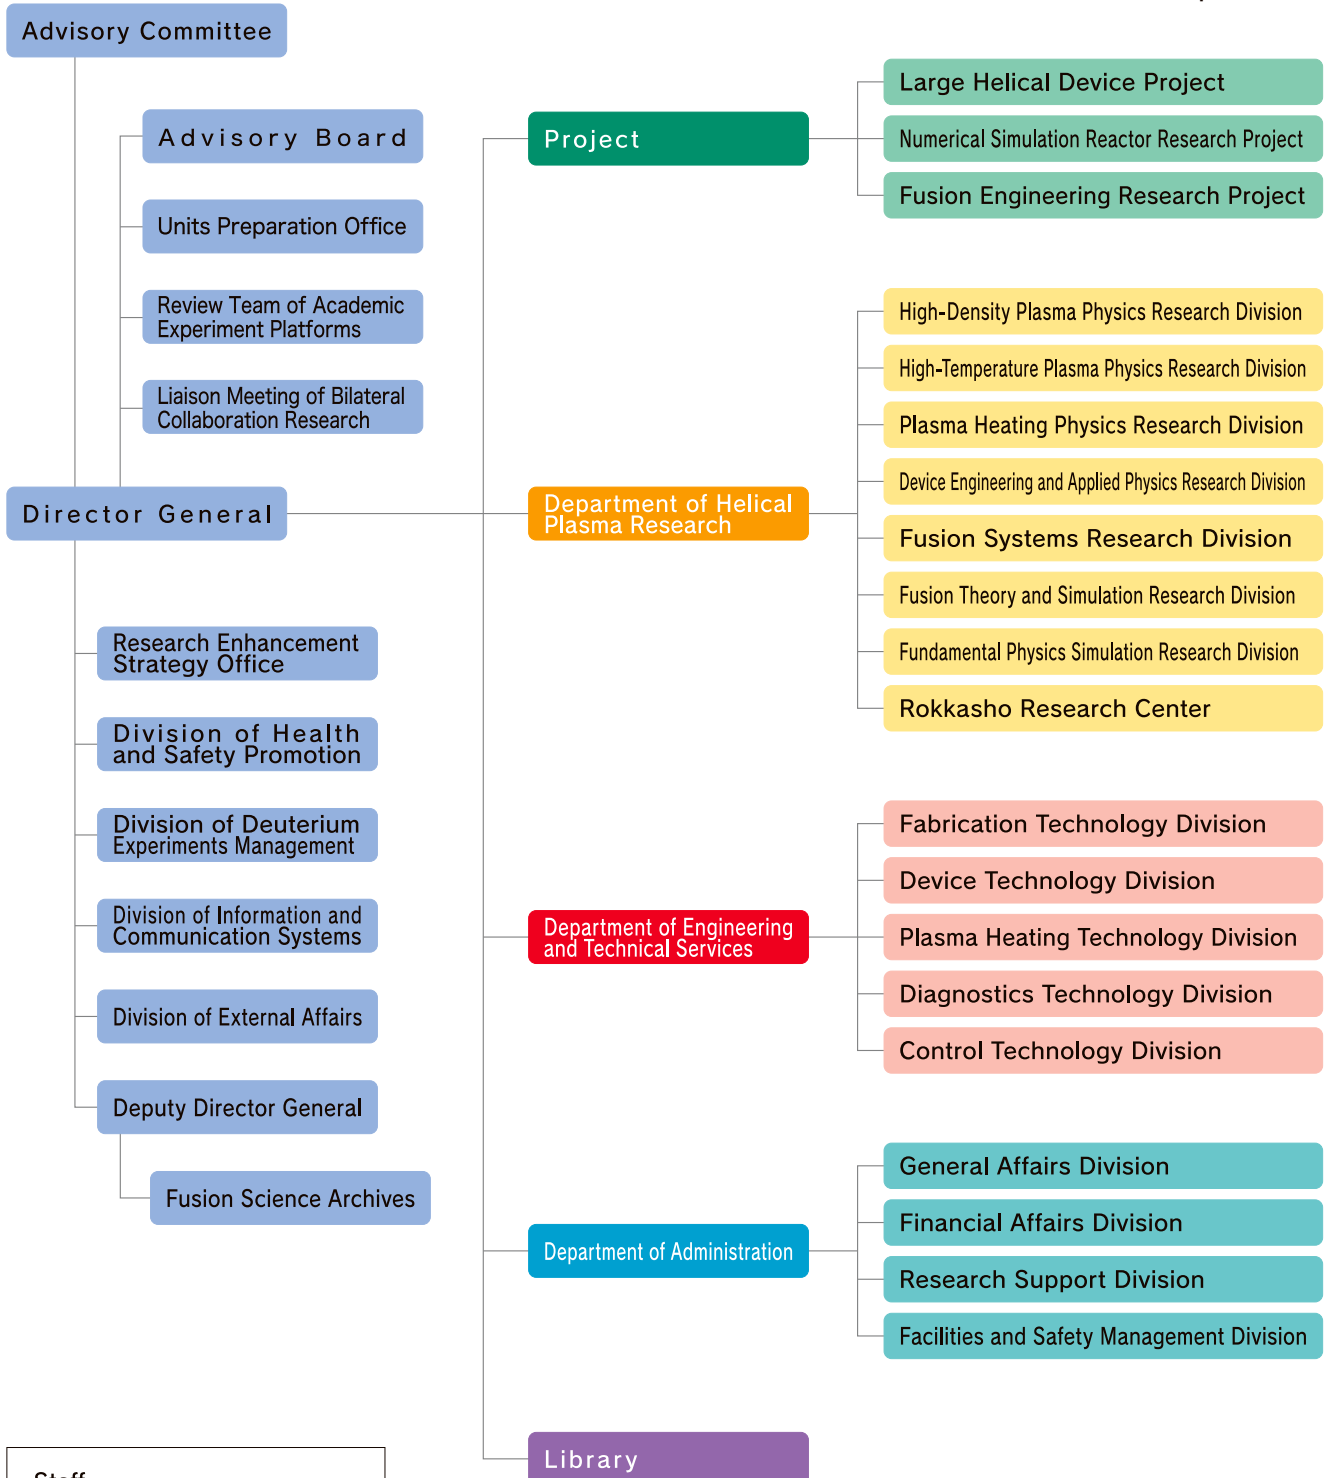 Advisory Committee
Advisory Board
Units Preparation Office
Review Team of Academic
Experiment Platforms
Liaison Meeting of Bilateral
Collaboration Research
Director General
Research Enhancement
Strategy Office
Division of Health
and Safety Promotion
Division of Deuterium
Experiments Management
Division of Information and
Communication Systems
Division of External Affairs
Deputy Director General
Fusion Science Archives
Project
Large Helical Device Project
Numerical Simulation Reactor Research Project
Fusion Engineering Research Project
Department of Helical
Plasma Research
High-Density Plasma Physics Research Division
High-Temperature Plasma Physics Research Division
Plasma Heating Physics Research Division
Device Engineering and Applied Physics Research Division
Fusion Systems Research Division
Fusion Theory and Simulation Research Division
Fundamental Physics Simulation Research Division
Rokkasho Research Center
Department of Engineering
and Technical Services
Fabrication Technology Division
Device Technology Division
Plasma Heating Technology Division
Diagnostics Technology Division
Control Technology Division
Department of Administration
General Affairs Division
Financial Affairs Division
Research Support Division
Facilities and Safety Management Division
Library
Staff